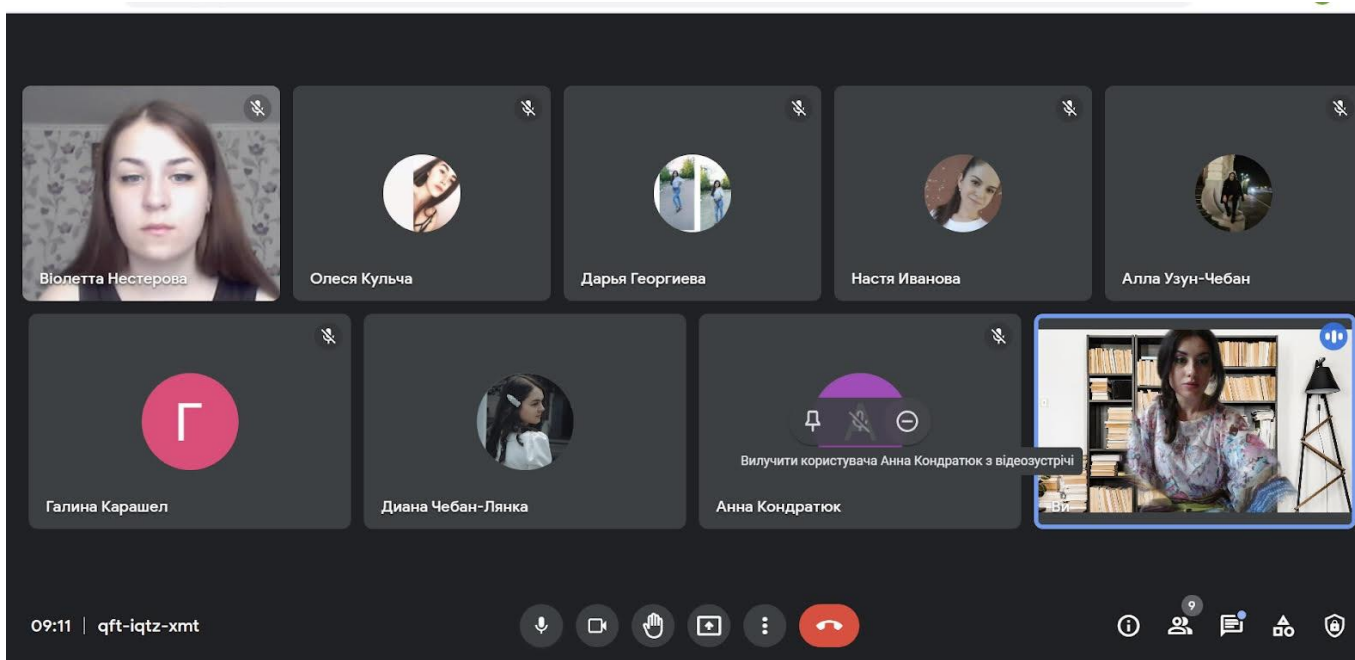 Віолетта Нестерова
Олеся Кульча
Дарья Георгиева
Настя Иванова
Алла Узун-Чебан
Г
Галина Карашел
Диана Чебан-Лянка
А
Вилучити користувача Анна Кондратюк з відеозустрічі
Анна Кондратюк
Ви
09:11 | qft-iqtz-xmt
9